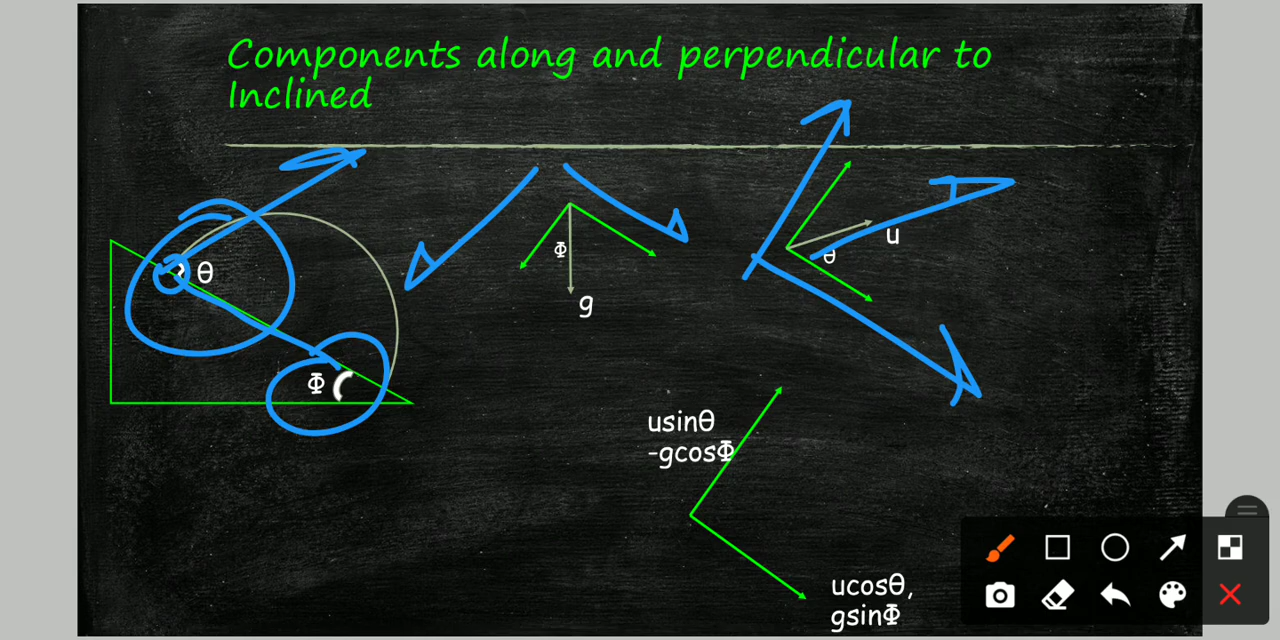 Components along and perpendicular to
Inclined
θ
Φ
Φ
g
u
θ
usinθ
-gcosΦ
ucosθ,
gsinΦ